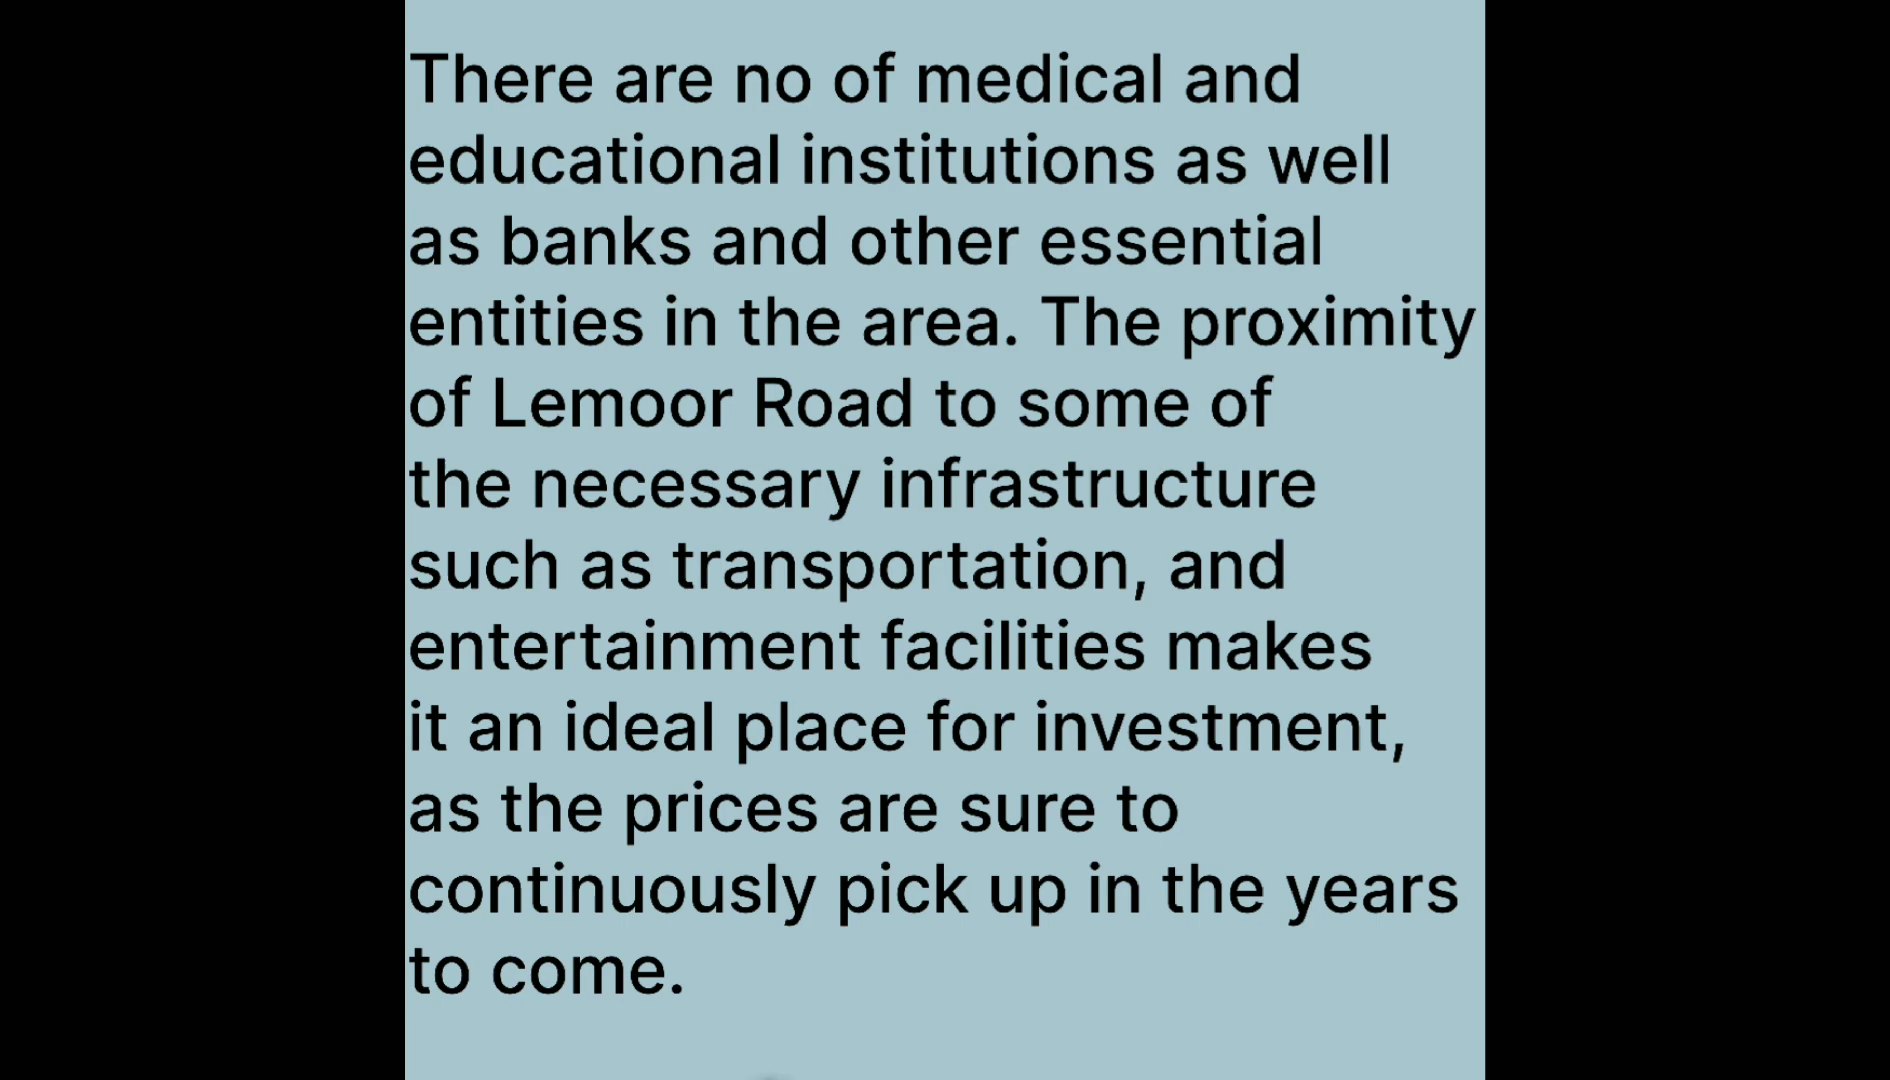 There are no of medical and
educational institutions as well
as banks and other essential
entities in the area. The proximity
of Lemoor Road to some of
the necessary infrastructure
such as transportation, and
entertainment facilities makes
it an ideal place for investment,
as the prices are sure to
continuously pick up in the years
to come.